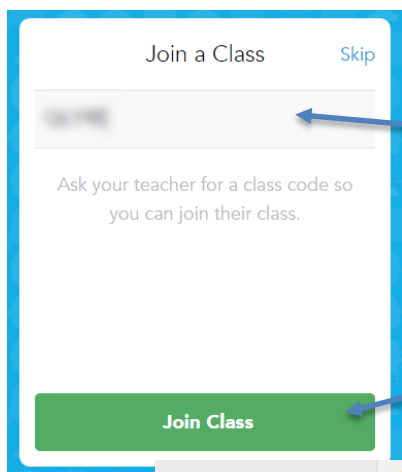 Join a Class
Skip
Ask your teacher for a class code so
you can join their class.
Join Class